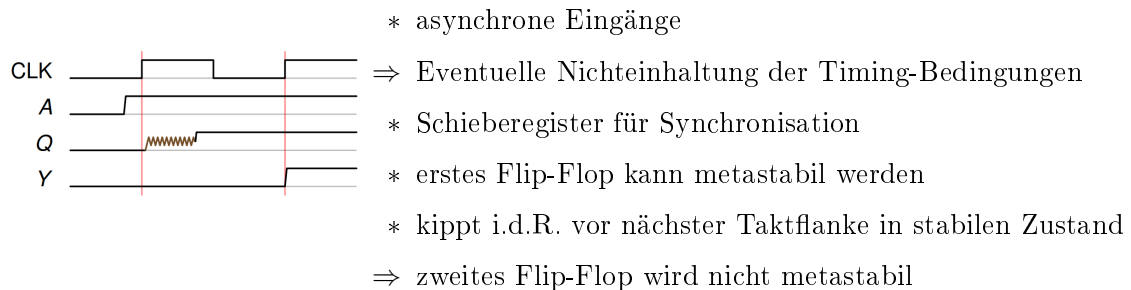 ∗ asynchrone Eingänge
CLK
⇒ Eventuelle Nichteinhaltung der Timing-Bedingungen
A
∗ Schieberegister für Synchronisation
Q
Y
∗ erstes Flip-Flop kann metastabil werden
∗ kippt i.d.R. vor nächster Taktflanke in stabilen Zustand
⇒ zweites Flip-Flop wird nicht metastabil